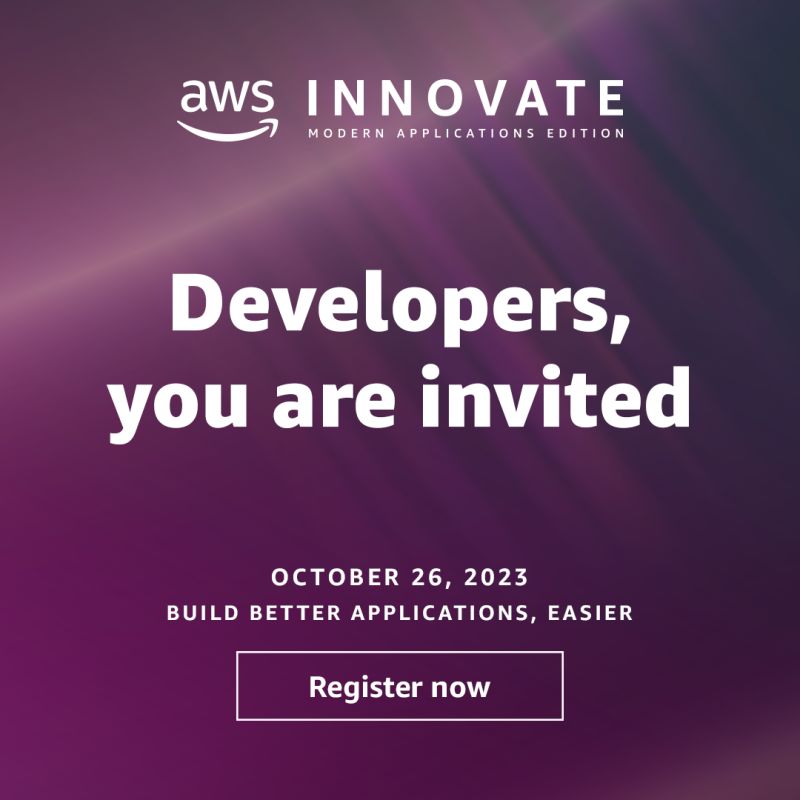 aws INNOVATE
MODERN APPLICATIONS EDITION
Developers,
you are invited
OCTOBER 26, 2023
BUILD BETTER APPLICATIONS, EASIER
Register now